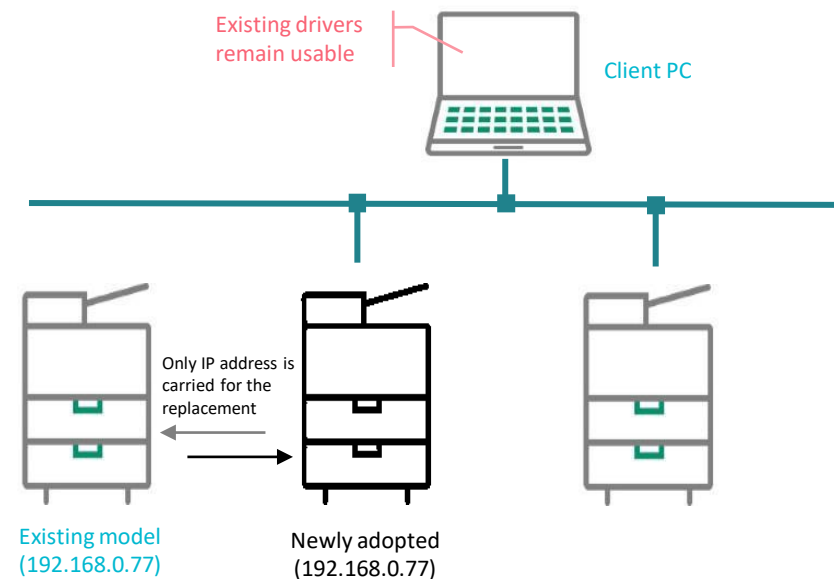 Existing drivers
remain usable
Client PC
Only IP address is
carried for the
replacement
Existing model
(192.168.0.77)
Newly adopted
(192.168.0.77)